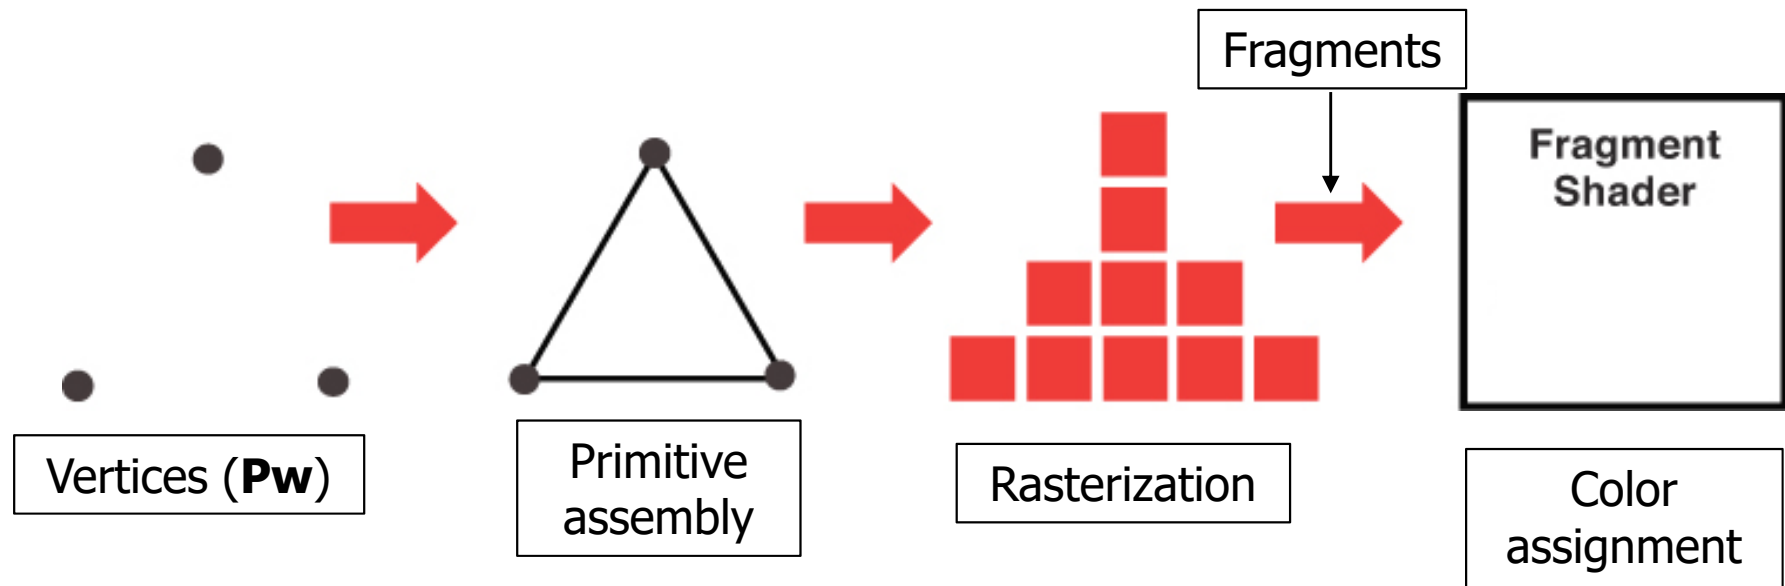 Fragments
Fragment
Shader
Vertices (Pw)
Primitive
assembly
Rasterization
Color
assignment